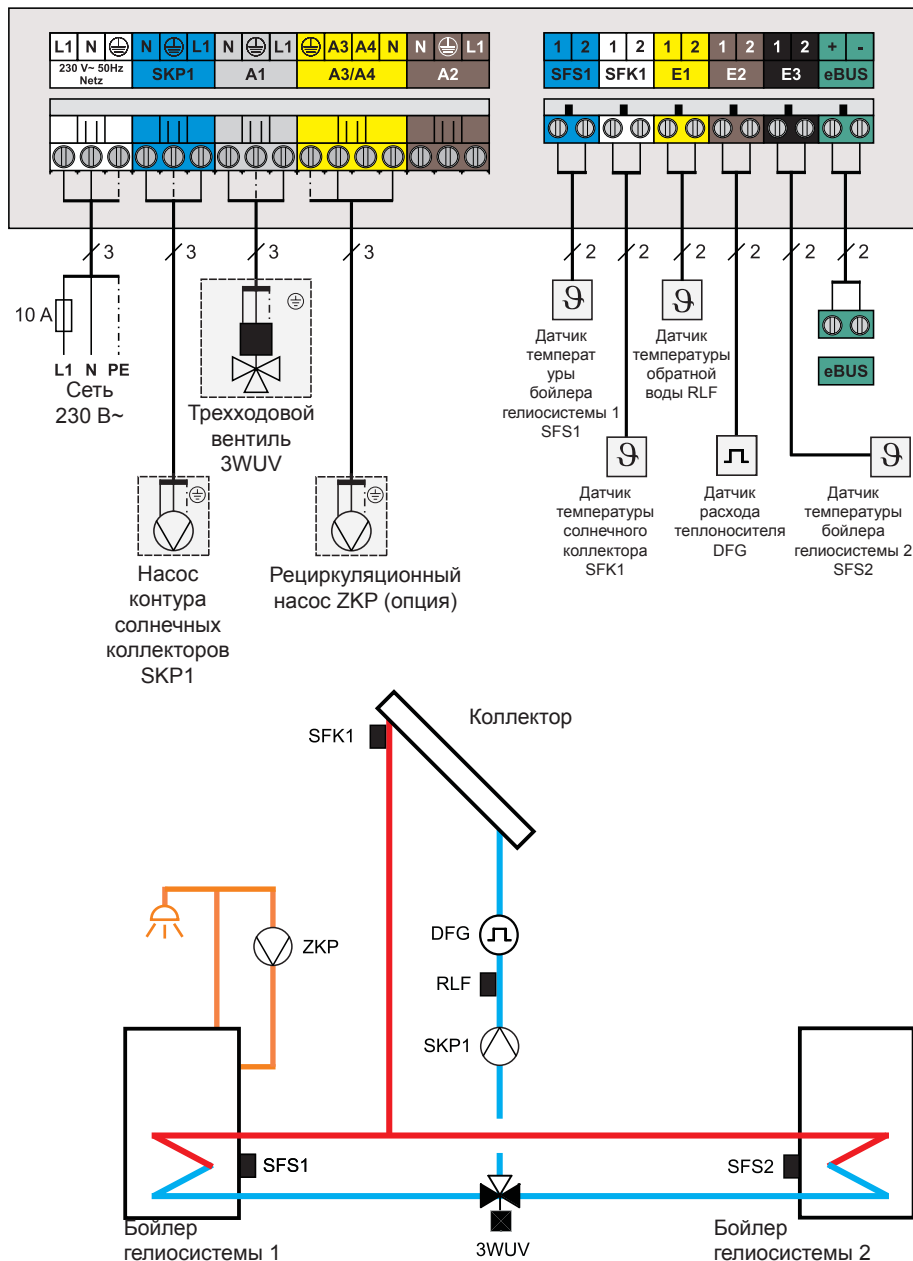 L1 N N L1 N L1 A3 A4 N N L1
230 V~ 50Hz
Netz
SKP1 A1 A3/A4 A2
1 2 1 2 1 2 1 2 1 2 + -
SFS1 SFK1 E1 E2 E3 eBUS
3 3 3 3
2 2 2 2 2 2
10 A
L1 N PE
Сеть
230 В~
Трехходовой
вентиль
3WUV
Насос
контура
солнечных
коллекторов
SKP1
Рециркуляционный
насос ZKP (опция)
Датчик
температ
уры
бойлера
гелиосистемы 1
SFS1
Датчик
температуры
обратной
воды RLF
eBUS
Датчик
температуры
солнечного
коллектора
SFK1
Датчик
расхода
теплоносителя
DFG
Датчик
температуры
бойлера
гелиосистемы 2
SFS2
Коллектор
SFK1
DFG
ZKP
RLF
SKP1
SFS1
SFS2
Бойлер
гелиосистемы 1
3WUV
Бойлер
гелиосистемы 2